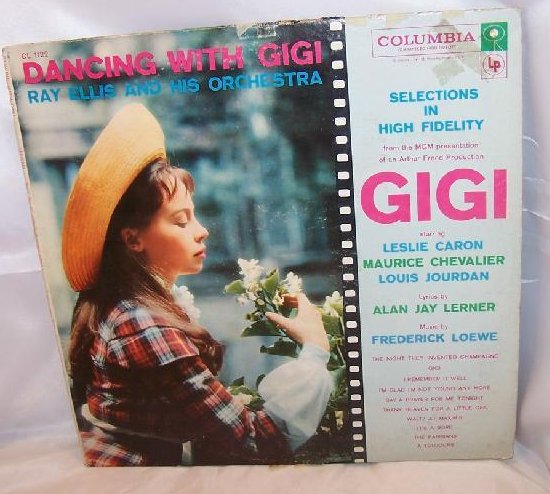 CL 1122
DANCING WITH GIGI
RAY ELLIS AND HIS ORCHESTRA
COLUMBIA
LP
SELECTIONS
IN
HIGH FIDELITY
from the MGM presentation
of an Arthur Freed Production
GIGI
starring
LESLIE CARON
MAURICE CHEVALIER
LOUIS JOURDAN
Lyrics by
ALAN JAY LERNER
Music by
FREDERICK LOEWE
THE NIGHT THEY INVENTED CHAMPAGNE
GIGI
I REMEMBER IT WELL
I'M GLAD I'M NOT YOUNG ANY MORE
SAY A PRAYER FOR ME TONIGHT
THANK HEAVEN FOR LITTLE GIRLS
WALTZ AT MAXIM'S
IT'S A BORE
THE PARISIANS
A TOUJOURS